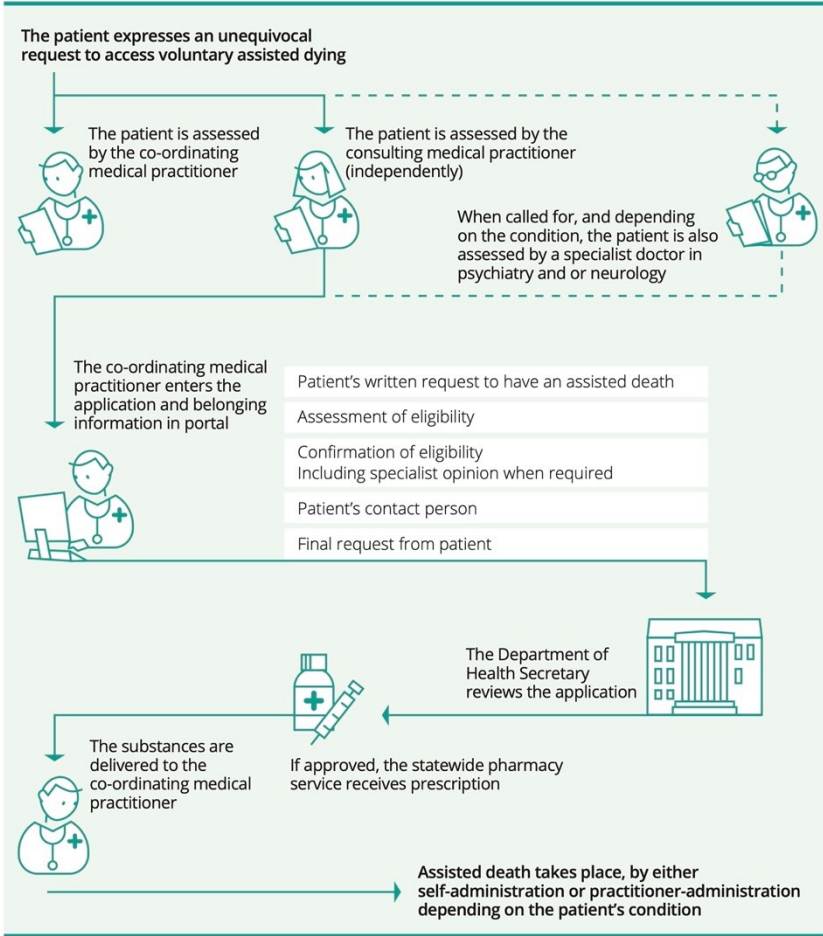 The patient expresses an unequivocal
request to access voluntary assisted dying
The patient is assessed
by the co-ordinating
medical practitioner
The patient is assessed by the
consulting medical practitioner
(independently)
When called for, and depending
on the condition, the patient is also
assessed by a specialist doctor in
psychiatry and or neurology
The co-ordinating medical
practitioner enters the
application and belonging
information in portal
Patient's written request to have an assisted death
Assessment of eligibility
Confirmation of eligibility
Including specialist opinion when required
Patient's contact person
Final request from patient
The Department of
Health Secretary
reviews the application
If approved, the statewide pharmacy
service receives prescription
The substances are
delivered to the
co-ordinating medical
practitioner
Assisted death takes place, by either
self-administration or practitioner-administration
depending on the patient's condition